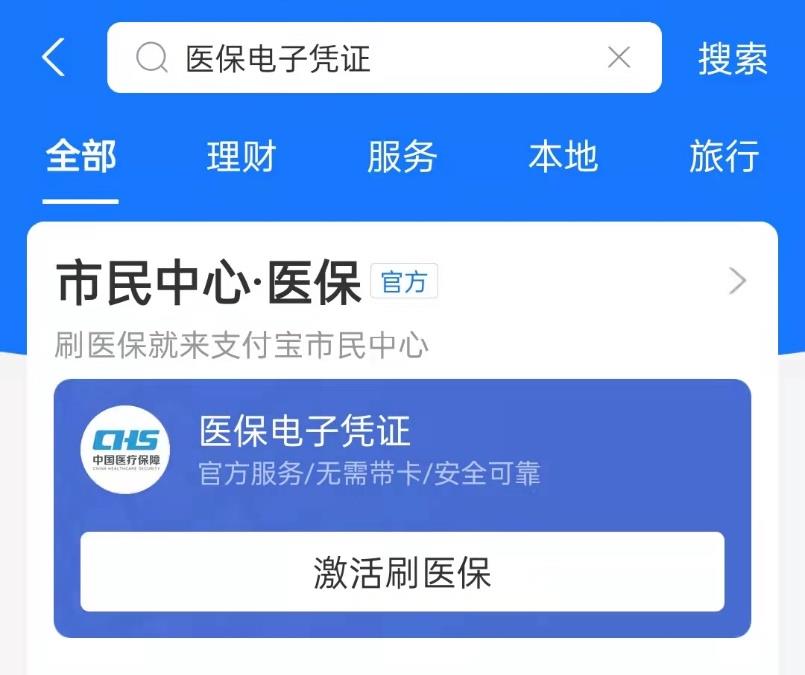 医保电子凭证
搜索
全部 理财 服务 本地 旅行
市民中心·医保 官方
刷医保就来支付宝市民中心
CHS
中国医疗保障
CHINA HEALTHCARE SECURITY
医保电子凭证
官方服务/无需带卡/安全可靠
激活刷医保